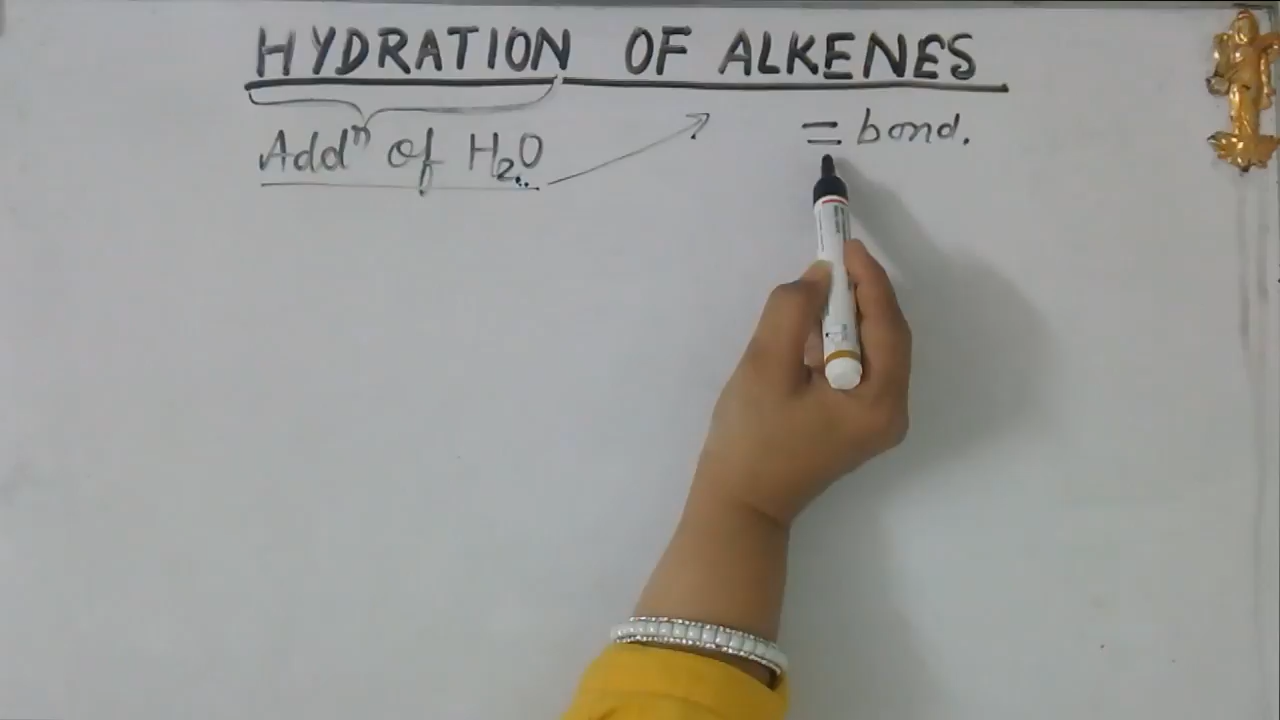 HYDRATION OF ALKENES
= bond.
Addⁿ of H₂O